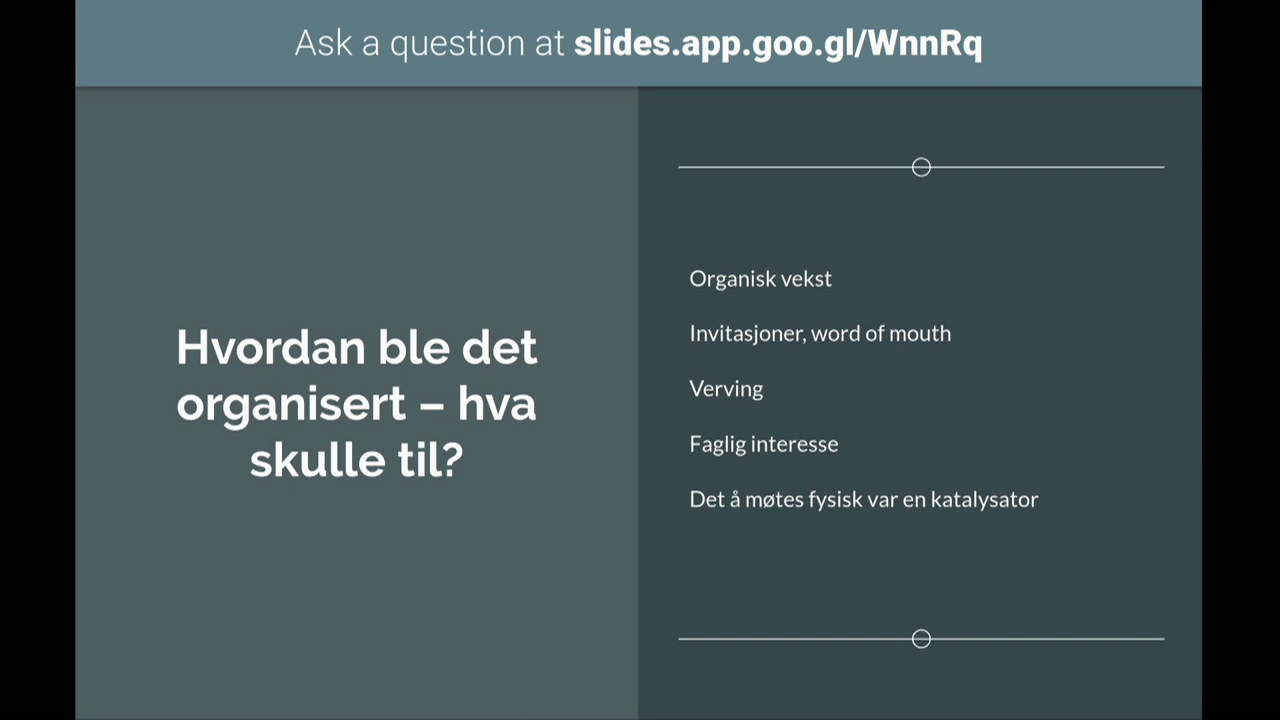 Ask a question at slides.app.goo.gl/WnnRq
Hvordan ble det
organisert – hva
skulle til?
Organisk vekst
Invitasjoner, word of mouth
Verving
Faglig interesse
Det å møtes fysisk var en katalysator